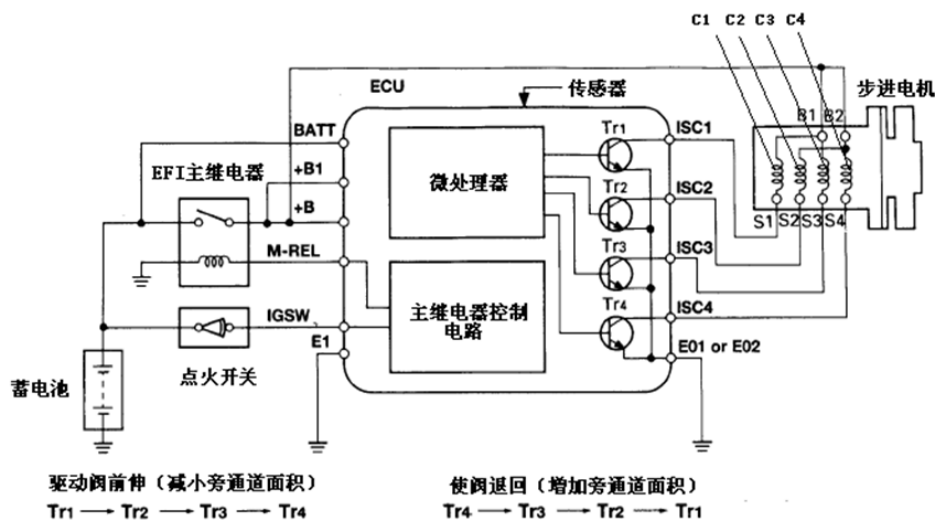 C1 C2 C3 C4
ECU
传感器
步进电机
B1 B2
BATT
Tr1
ISC1
EFI主继电器
+B1
微处理器
Tr2
ISC2
+B
S1 S2 S3 S4
M-REL
Tr3
ISC3
主继电器控制
电路
Tr4
ISC4
IGSW
E1
E01 or E02
点火开关
蓄电池
驱动阀前伸（减小旁通道面积）
Tr1 → Tr2 → Tr3 → Tr4
使阀退回（增加旁通道面积）
Tr4 → Tr3 → Tr2 → Tr1